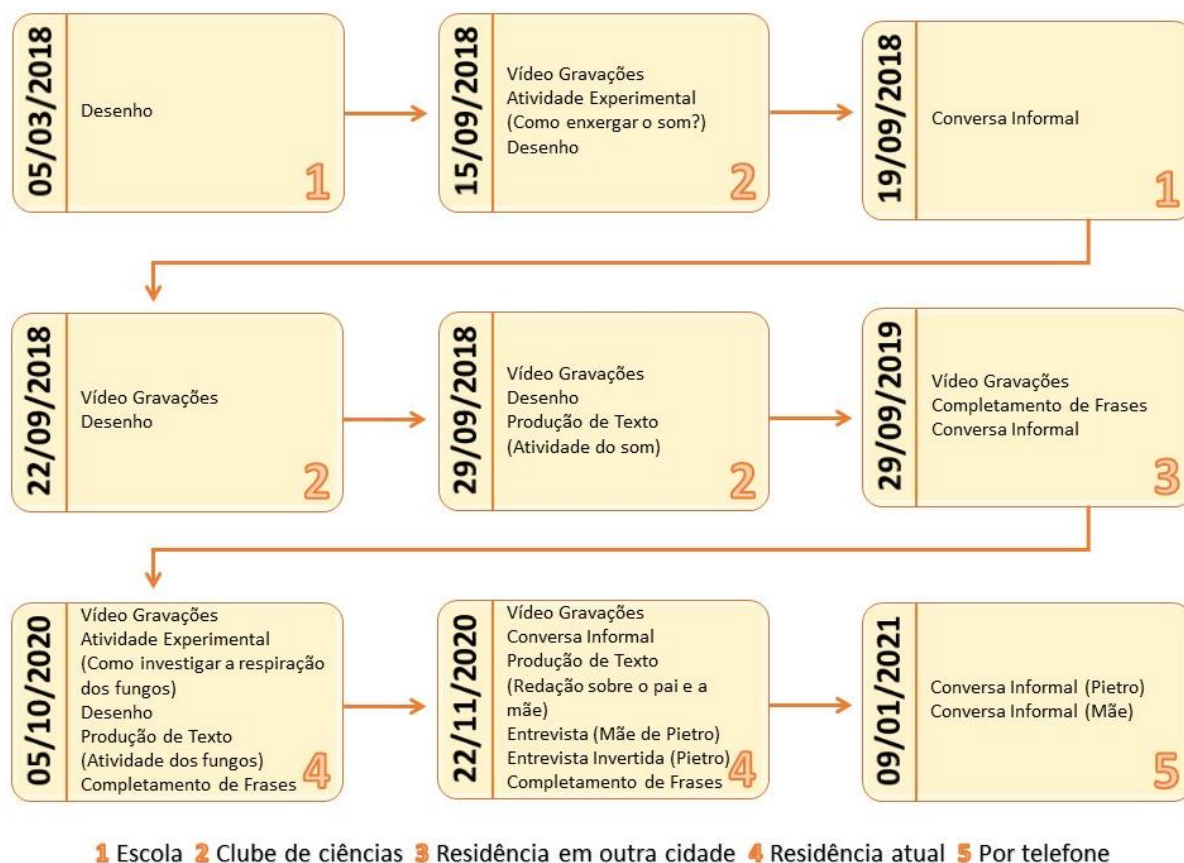 05/03/2018
Desenho
1
15/09/2018
Vídeo Gravações
Atividade Experimental
(Como enxergar o som?)
Desenho
2
19/09/2018
Conversa Informal
1
22/09/2018
Vídeo Gravações
Desenho
2
29/09/2018
Vídeo Gravações
Desenho
Produção de Texto
(Atividade do som)
2
29/09/2019
Vídeo Gravações
Completamento de Frases
Conversa Informal
3
05/10/2020
Vídeo Gravações
Atividade Experimental
(Como investigar a respiração
dos fungos)
Desenho
Produção de Texto
(Atividade dos fungos)
Completamento de Frases
4
22/11/2020
Vídeo Gravações
Conversa Informal
Produção de Texto
(Redação sobre o pai e a
mãe)
Entrevista (Mãe de Pietro)
Entrevista Invertida (Pietro)
Completamento de Frases
4
09/01/2021
Conversa Informal (Pietro)
Conversa Informal (Mãe)
5
1 Escola 2 Clube de ciências 3 Residência em outra cidade 4 Residência atual 5 Por telefone